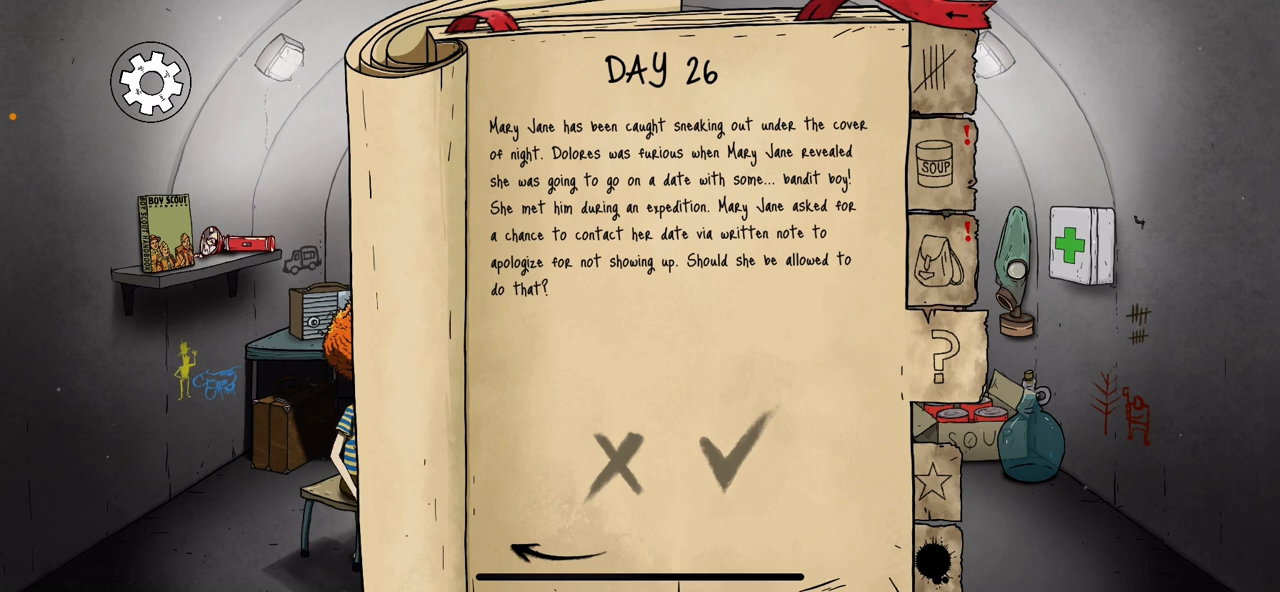 DAY 26
Mary Jane has been caught sneaking out under the cover
of night. Dolores was furious when Mary Jane revealed
she was going to go on a date with some... bandit boy!
She met him during an expedition. Mary Jane asked for
a chance to contact her date via written note to
apologize for not showing up. Should she be allowed to
do that?
SOUP
!
!
?
BOY SCOUT
SOU